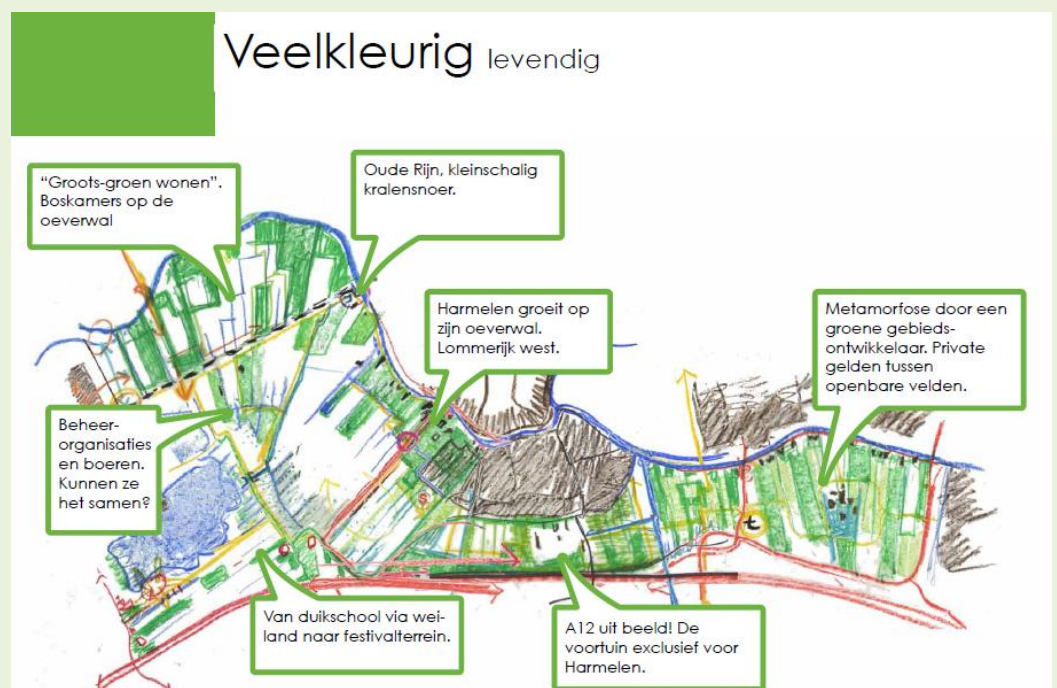 Veelkleurig levendig
"Groots-groen wonen".
Boskamers op de
oeverwal
Oude Rijn, kleinschalig
kralensnoer.
Harmelen groeit op
zijn oeverwal.
Lommerijk west.
Metamorfose door een
groene gebieds-
ontwikkelaar. Private
gelden tussen
openbare velden.
Beheer-
organisaties
en boeren.
Kunnen ze
het samen?
S
t
Van duikschool via wei-
land naar festivalterrein.
A12 uit beeld! De
voortuin exclusief voor
Harmelen.